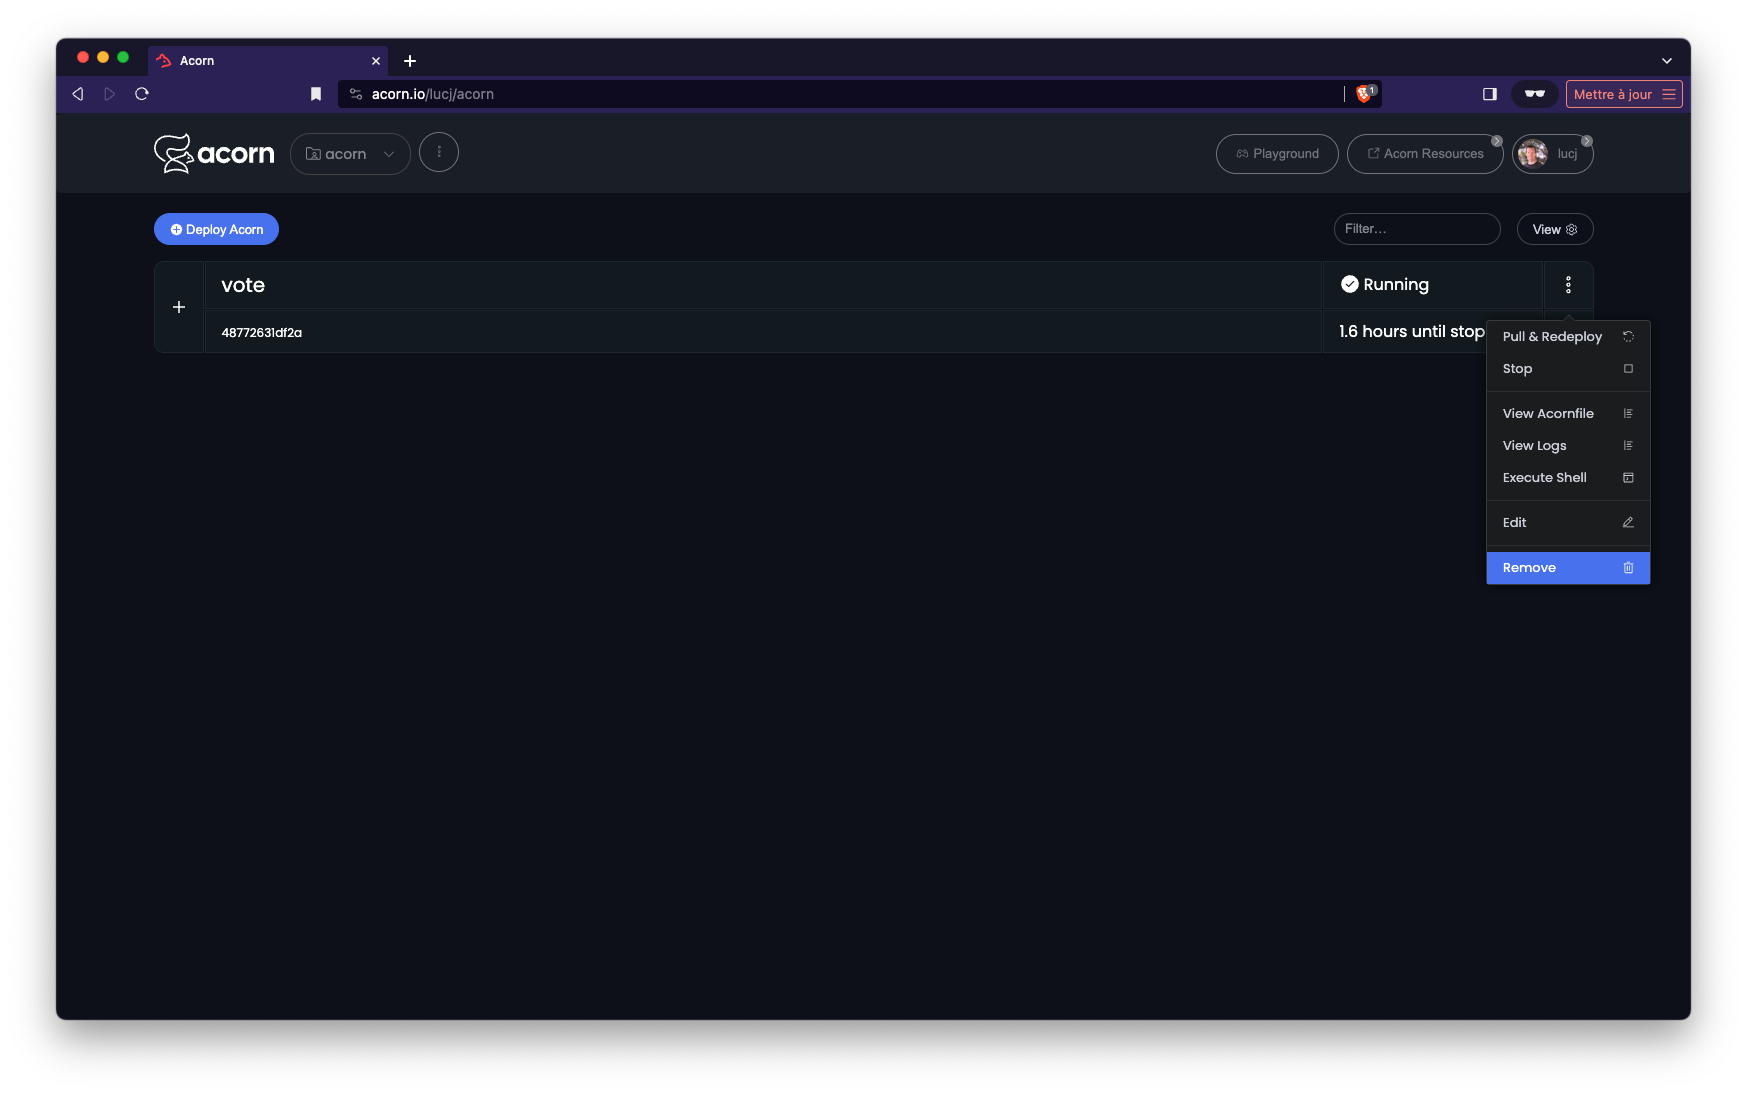 Acorn
acorn.io/lucj/acorn
1
Mettre à jour
acorn
acorn
Playground
Acorn Resources
lucj
Deploy Acorn
Filter...
View
vote
Running
48772631df2a
1.6 hours until stop
Pull & Redeploy
Stop
View Acornfile
View Logs
Execute Shell
Edit
Remove